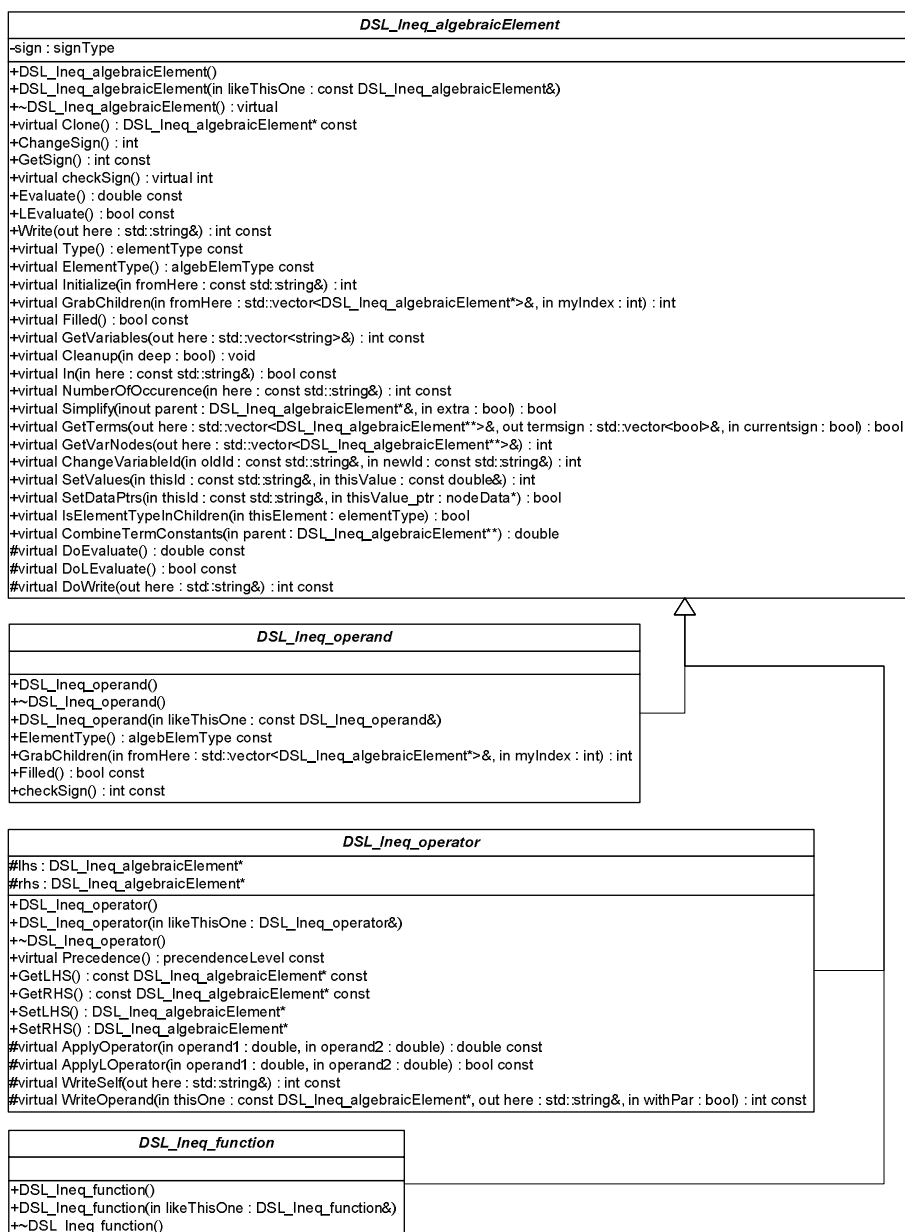 DSL_Ineq_algebraicElement
-sign : signType
+DSL_Ineq_algebraicElement()
+DSL_Ineq_algebraicElement(in likeThisOne : const DSL_Ineq_algebraicElement&)
+~DSL_Ineq_algebraicElement() : virtual
+virtual Clone() : DSL_Ineq_algebraicElement* const
+ChangeSign() : int
+GetSign() : int const
+virtual checkSign() : virtual int
+Evaluate() : double const
+LEvaluate() : bool const
+Write(out here : std::string&) : int const
+virtual Type() : elementType const
+virtual ElementType() : algebElemType const
+virtual Initialize(in fromHere : const std::string&) : int
+virtual GrabChildren(in fromHere : std::vector<DSL_Ineq_algebraicElement*>&, in myIndex : int) : int
+virtual Filled() : bool const
+virtual GetVariables(out here : std::vector<string>&) : int const
+virtual Cleanup(in deep : bool) : void
+virtual In(in here : const std::string&) : bool const
+virtual NumberOfOccurence(in here : const std::string&) : int const
+virtual Simplify(inout parent : DSL_Ineq_algebraicElement*&, in extra : bool) : bool
+virtual GetTerms(out here : std::vector<DSL_Ineq_algebraicElement**>&, out termsign : std::vector<bool>&, in currentsign : bool) : bool
+virtual GetVarNodes(out here : std::vector<DSL_Ineq_algebraicElement**>&) : int
+virtual ChangeVariableId(in oldId : const std::string&, in newId : const std::string&) : int
+virtual SetValues(in thisId : const std::string&, in thisValue : const double&) : int
+virtual SetDataPtrs(in thisId : const std::string&, in thisValue_ptr : nodeData*) : bool
+virtual IsElementTypeInChildren(in thisElement : elementType) : bool
+virtual CombineTermConstants(in parent : DSL_Ineq_algebraicElement**) : double
#virtual DoEvaluate() : double const
#virtual DoLEvaluate() : bool const
#virtual DoWrite(out here : std::string&) : int const
DSL_Ineq_operand
+DSL_Ineq_operand()
+~DSL_Ineq_operand()
+DSL_Ineq_operand(in likeThisOne : const DSL_Ineq_operand&)
+ElementType() : algebElemType const
+GrabChildren(in fromHere : std::vector<DSL_Ineq_algebraicElement*>&, in myIndex : int) : int
+Filled() : bool const
+checkSign() : int const
DSL_Ineq_operator
#lhs : DSL_Ineq_algebraicElement*
#rhs : DSL_Ineq_algebraicElement*
+DSL_Ineq_operator()
+DSL_Ineq_operator(in likeThisOne : DSL_Ineq_operator&)
+~DSL_Ineq_operator()
+virtual Precedence() : precendenceLevel const
+GetLHS() : const DSL_Ineq_algebraicElement* const
+GetRHS() : const DSL_Ineq_algebraicElement* const
+SetLHS() : DSL_Ineq_algebraicElement*
+SetRHS() : DSL_Ineq_algebraicElement*
#virtual ApplyOperator(in operand1 : double, in operand2 : double) : double const
#virtual ApplyLOperator(in operand1 : double, in operand2 : double) : bool const
#virtual WriteSelf(out here : std::string&) : int const
#virtual WriteOperand(in thisOne : const DSL_Ineq_algebraicElement*, out here : std::string&, in withPar : bool) : int const
DSL_Ineq_function
+DSL_Ineq_function()
+DSL_Ineq_function(in likeThisOne : DSL_Ineq_function&)
+~DSL_Ineq_function()